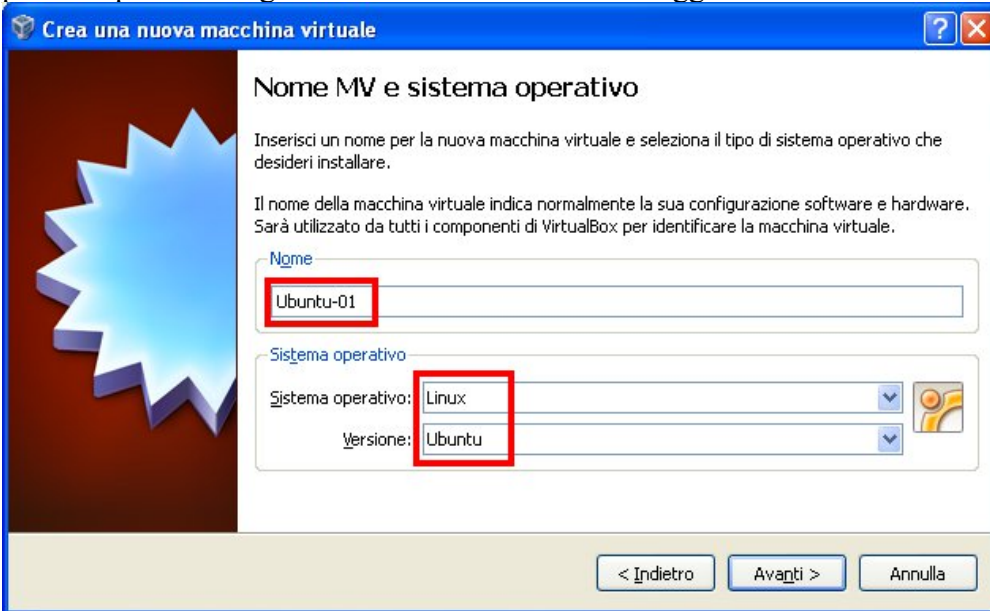 Crea una nuova macchina virtuale
Nome MV e sistema operativo
Inserisci un nome per la nuova macchina virtuale e seleziona il tipo di sistema operativo che
desideri installare.
Il nome della macchina virtuale indica normalmente la sua configurazione software e hardware.
Sarà utilizzato da tutti i componenti di VirtualBox per identificare la macchina virtuale.
Nome
Ubuntu-01
Sistema operativo
Sistema operativo: Linux
Versione: Ubuntu
< Indietro Avanti > Annulla